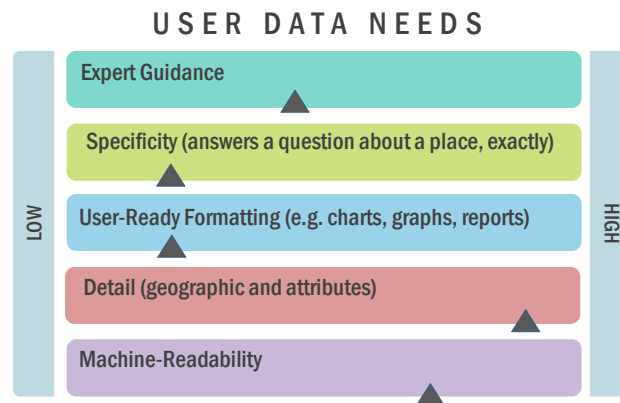 USER DATA NEEDS
Expert Guidance
Specificity (answers a question about a place, exactly)
User-Ready Formatting (e.g. charts, graphs, reports)
Detail (geographic and attributes)
Machine-Readability
LOW
HIGH